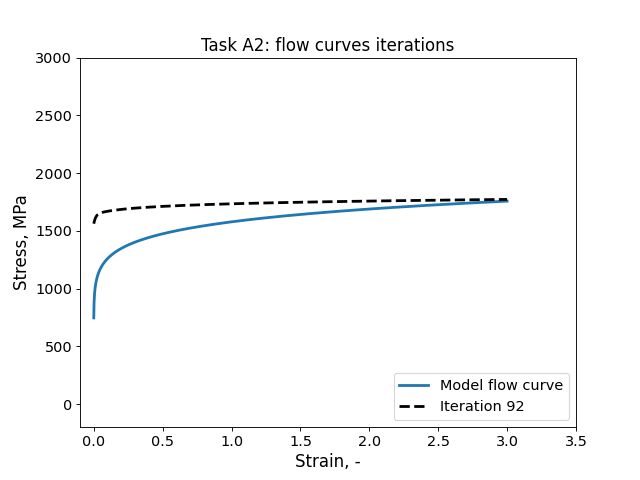 Task A2: flow curves iterations
3000
2500
2000
1500
1000
500
0
Stress, MPa
Model flow curve
Iteration 92
0.0 0.5 1.0 1.5 2.0 2.5 3.0 3.5
Strain, -